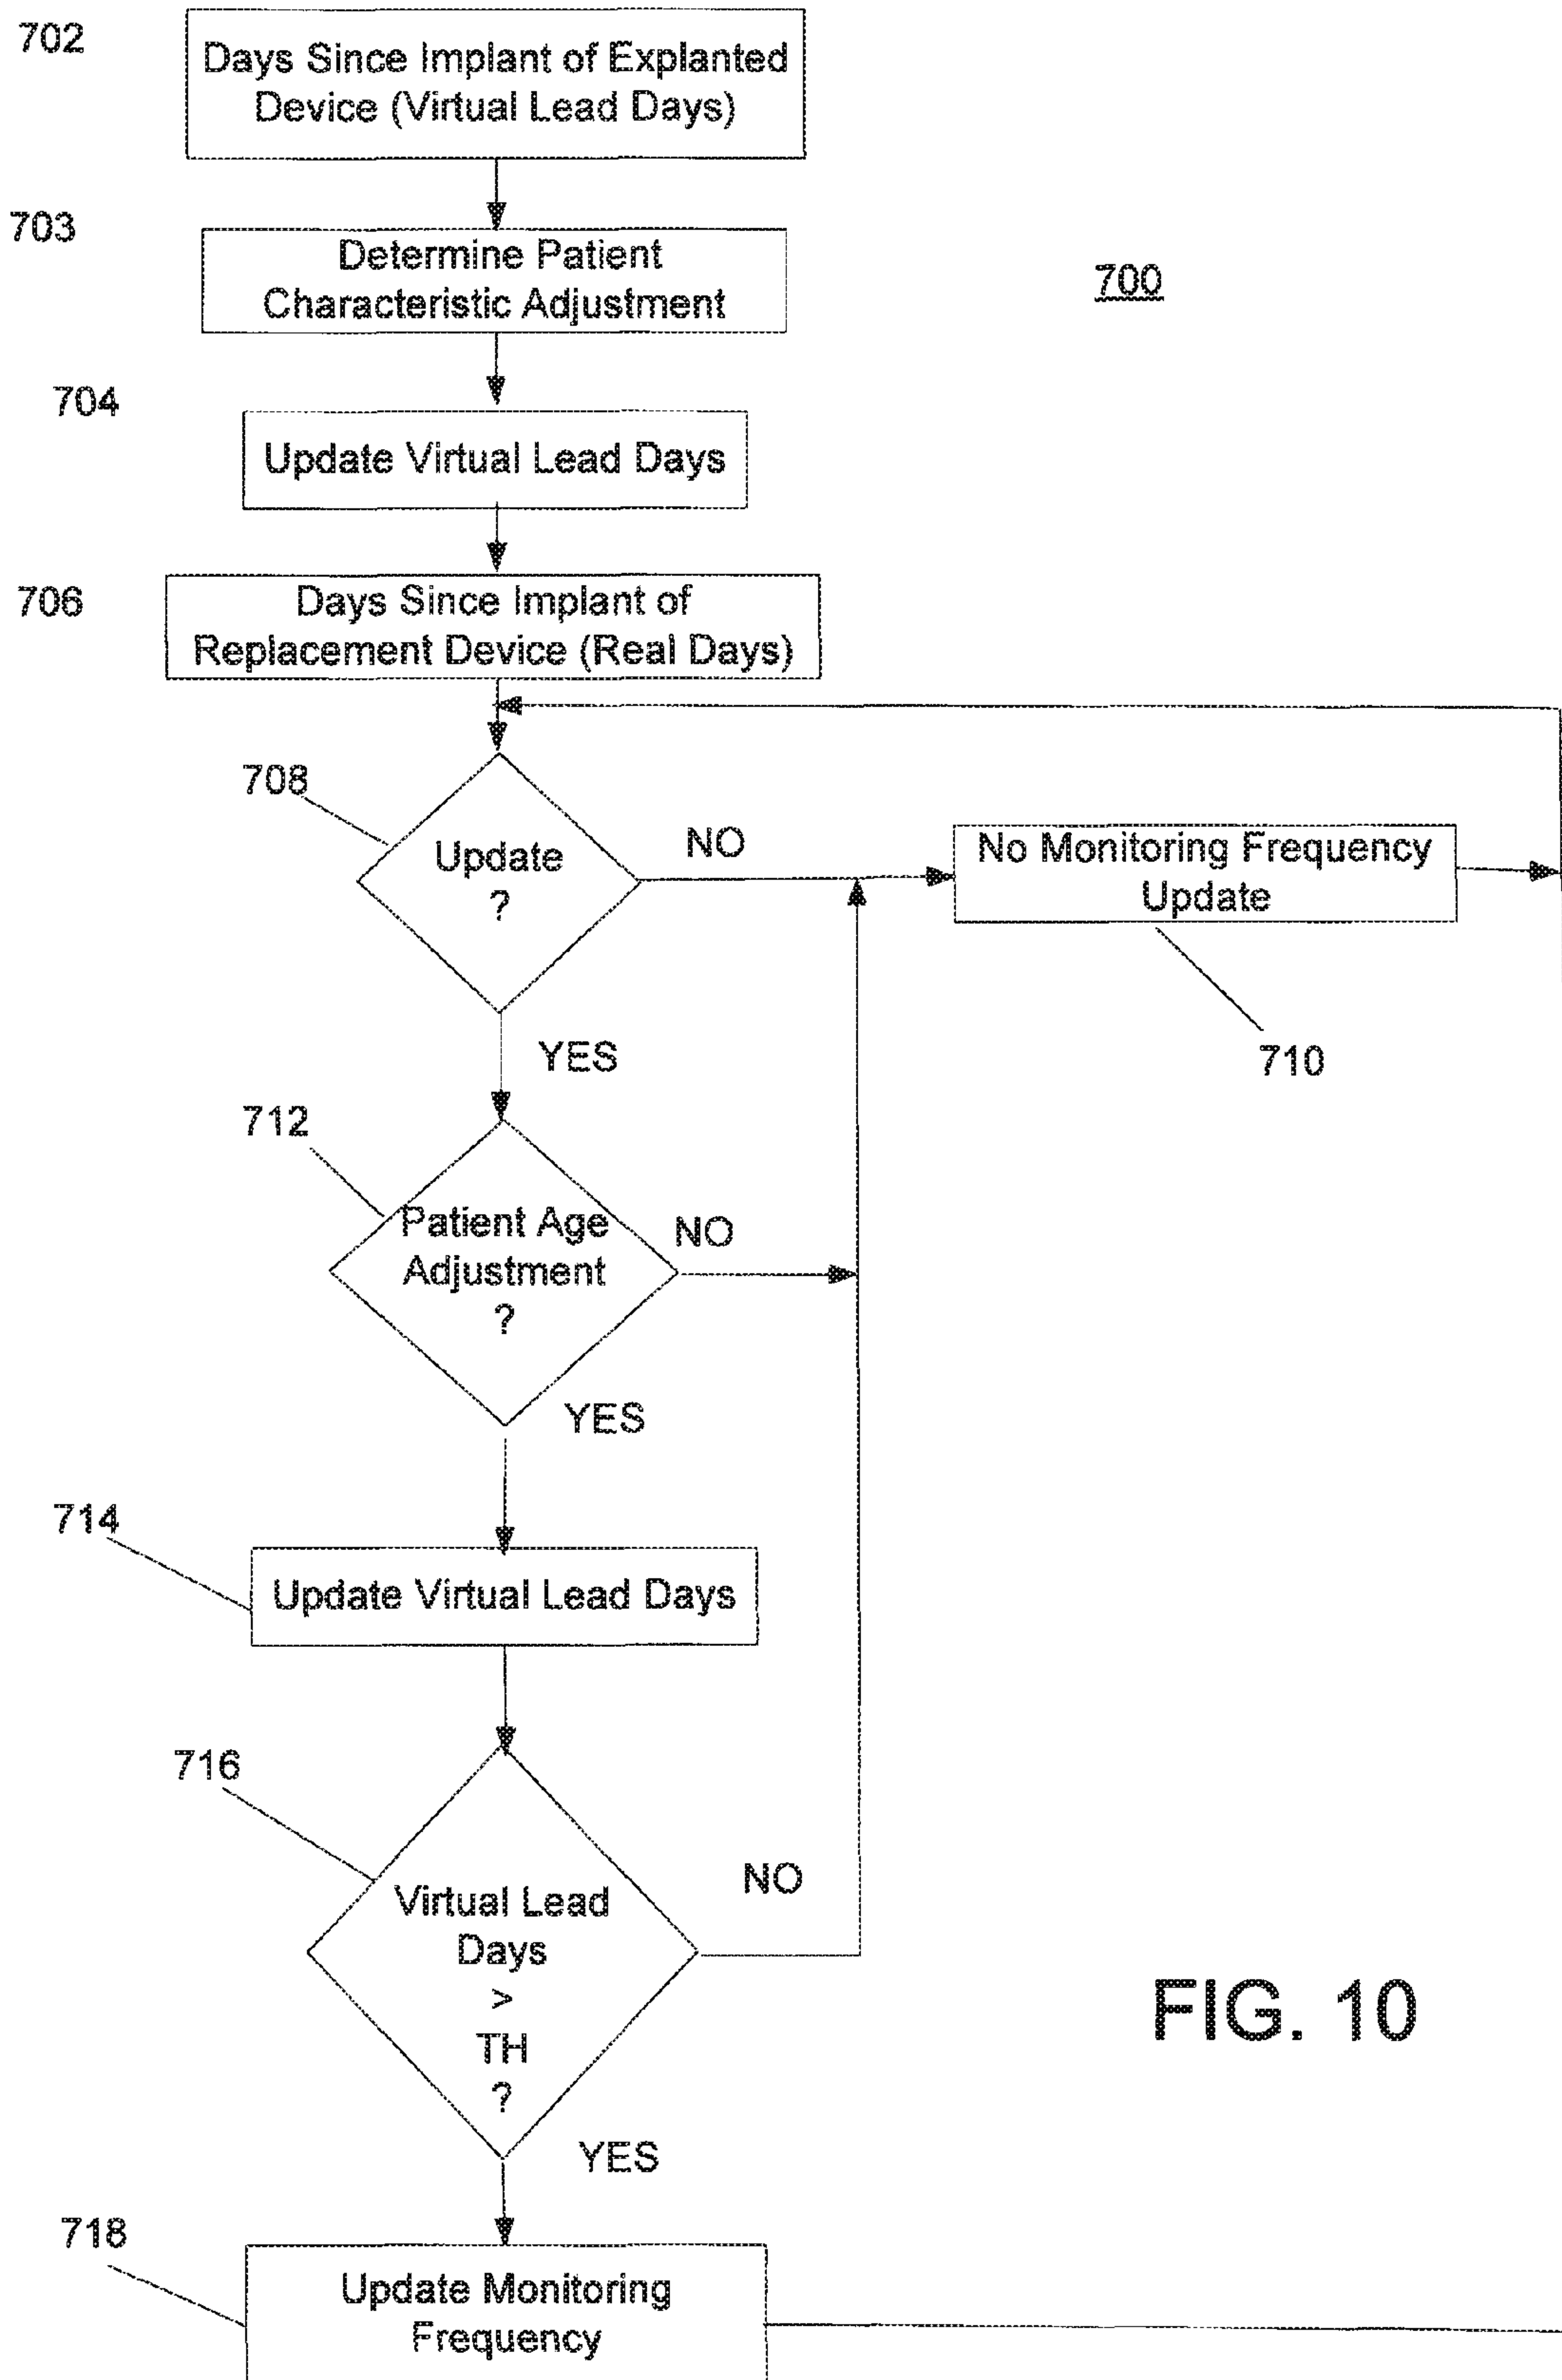 702
Days Since Implant of Explanted
Device (Virtual Lead Days)
703
Determine Patient
Characteristic Adjustment
700
704
Update Virtual Lead Days
706
Days Since Implant of
Replacement Device (Real Days)
708
Update
?
NO
No Monitoring Frequency
Update
710
YES
712
Patient Age
Adjustment
?
NO
YES
714
Update Virtual Lead Days
716
Virtual Lead
Days
>
TH
?
NO
YES
FIG. 10
718
Update Monitoring
Frequency